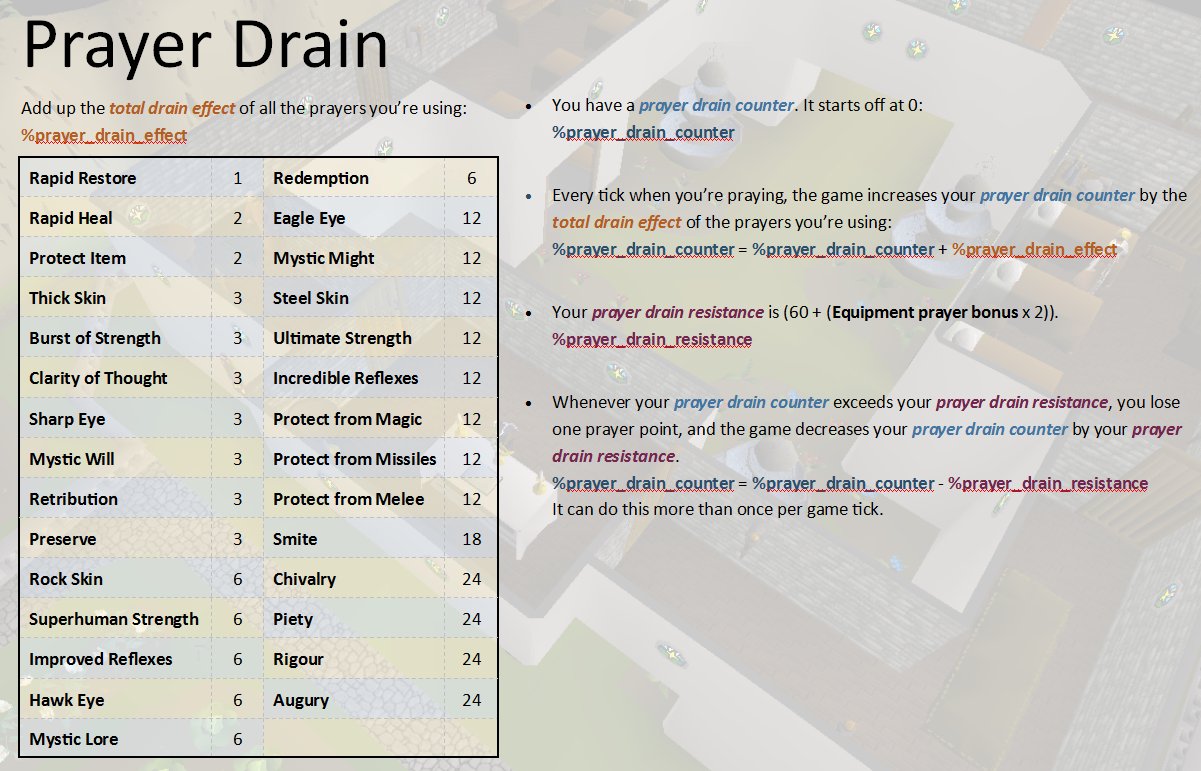 Prayer Drain
Add up the total drain effect of all the prayers you’re using:
%prayer_drain_effect
Rapid Restore 1 Redemption 6
Rapid Heal 2 Eagle Eye 12
Protect Item 2 Mystic Might 12
Thick Skin 3 Steel Skin 12
Burst of Strength 3 Ultimate Strength 12
Clarity of Thought 3 Incredible Reflexes 12
Sharp Eye 3 Protect from Magic 12
Mystic Will 3 Protect from Missiles 12
Retribution 3 Protect from Melee 12
Preserve 3 Smite 18
Rock Skin 6 Chivalry 24
Superhuman Strength 6 Piety 24
Improved Reflexes 6 Rigour 24
Hawk Eye 6 Augury 24
Mystic Lore 6
• You have a prayer drain counter. It starts off at 0:
%prayer_drain_counter
• Every tick when you’re praying, the game increases your prayer drain counter by the
total drain effect of the prayers you’re using:
%prayer_drain_counter = %prayer_drain_counter + %prayer_drain_effect
• Your prayer drain resistance is (60 + (Equipment prayer bonus x 2)).
%prayer_drain_resistance
• Whenever your prayer drain counter exceeds your prayer drain resistance, you lose
one prayer point, and the game decreases your prayer drain counter by your prayer
drain resistance.
%prayer_drain_counter = %prayer_drain_counter - %prayer_drain_resistance
It can do this more than once per game tick.